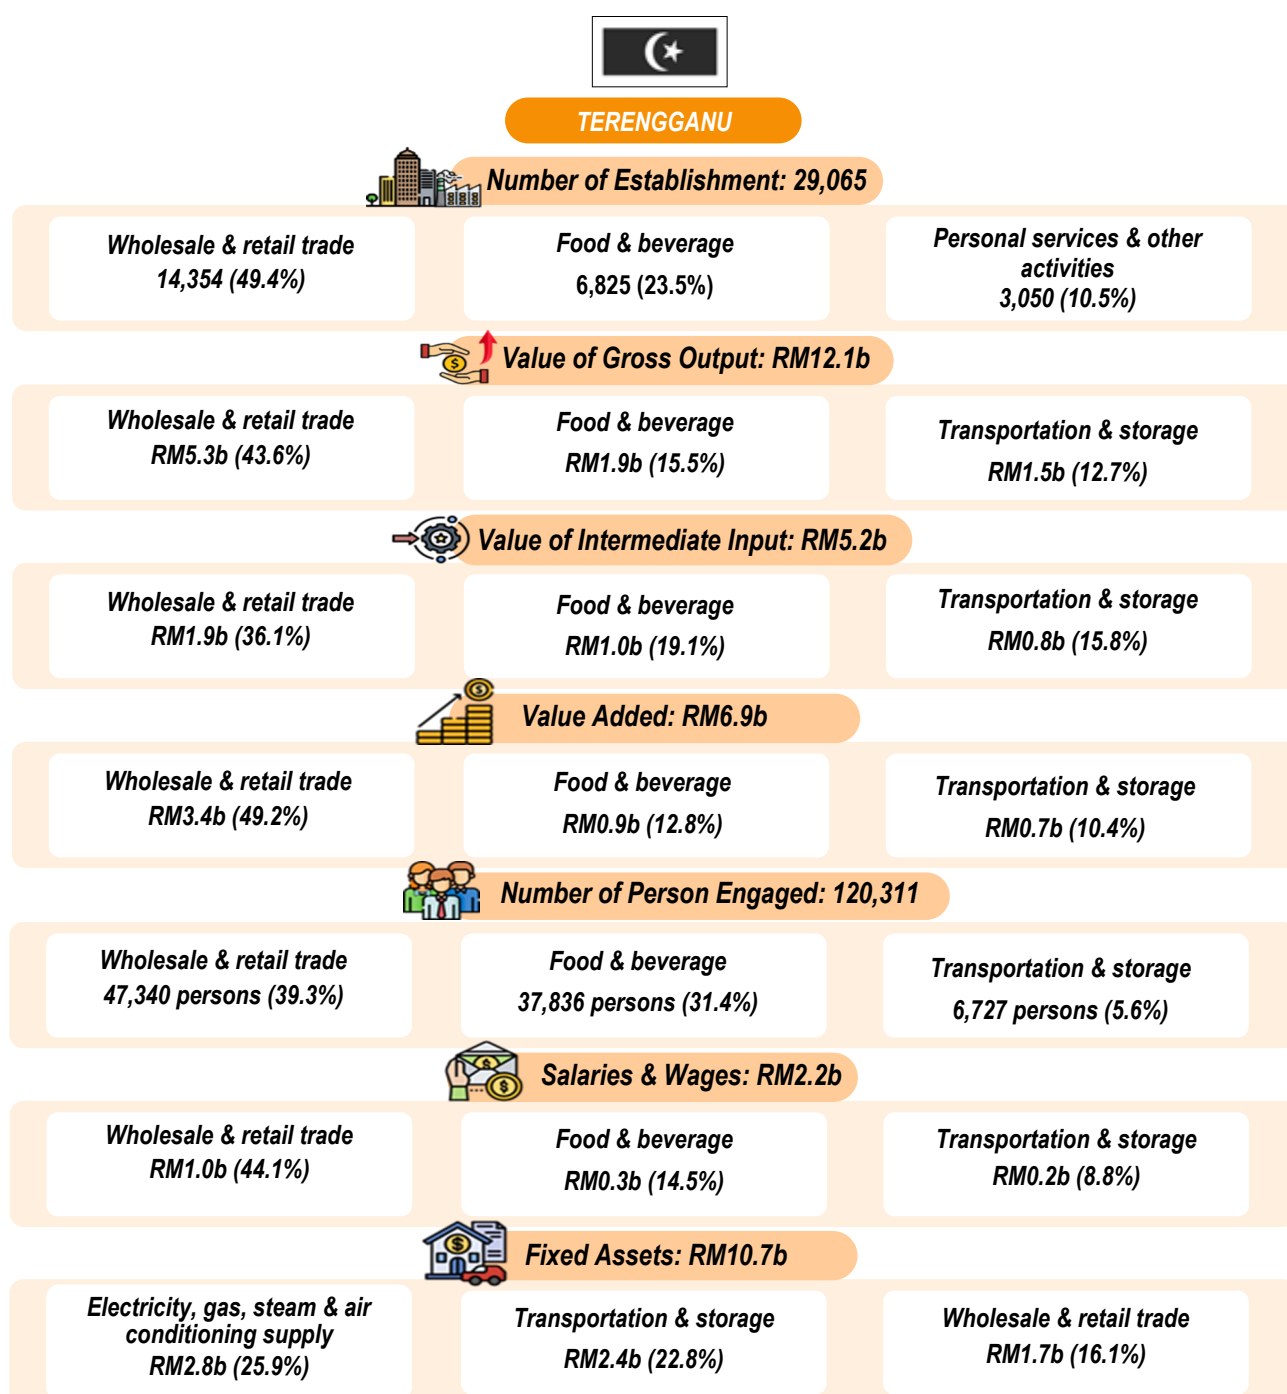 TERENGGANU
Number of Establishment: 29,065
Wholesale & retail trade
14,354 (49.4%)
Food & beverage
6,825 (23.5%)
Personal services & other
activities
3,050 (10.5%)
Value of Gross Output: RM12.1b
Wholesale & retail trade
RM5.3b (43.6%)
Food & beverage
RM1.9b (15.5%)
Transportation & storage
RM1.5b (12.7%)
Value of Intermediate Input: RM5.2b
Wholesale & retail trade
RM1.9b (36.1%)
Food & beverage
RM1.0b (19.1%)
Transportation & storage
RM0.8b (15.8%)
Value Added: RM6.9b
Wholesale & retail trade
RM3.4b (49.2%)
Food & beverage
RM0.9b (12.8%)
Transportation & storage
RM0.7b (10.4%)
Number of Person Engaged: 120,311
Wholesale & retail trade
47,340 persons (39.3%)
Food & beverage
37,836 persons (31.4%)
Transportation & storage
6,727 persons (5.6%)
Salaries & Wages: RM2.2b
Wholesale & retail trade
RM1.0b (44.1%)
Food & beverage
RM0.3b (14.5%)
Transportation & storage
RM0.2b (8.8%)
Fixed Assets: RM10.7b
Electricity, gas, steam & air
conditioning supply
RM2.8b (25.9%)
Transportation & storage
RM2.4b (22.8%)
Wholesale & retail trade
RM1.7b (16.1%)